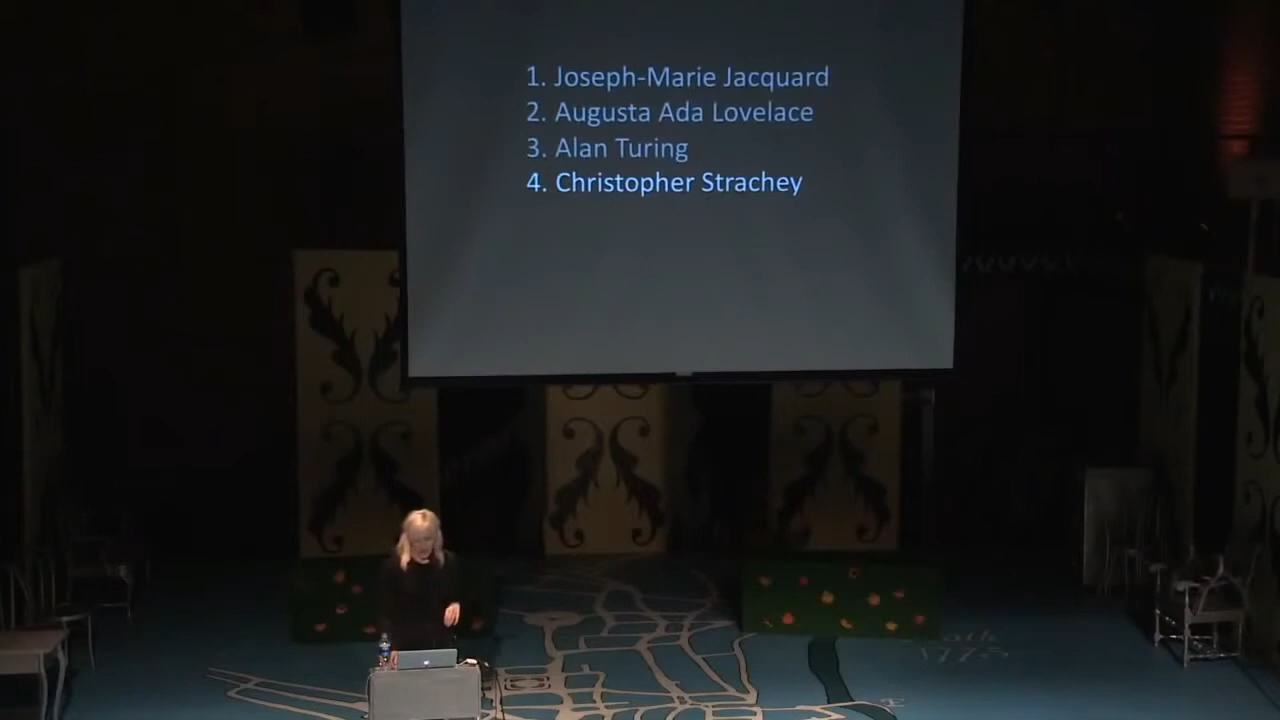 1. Joseph-Marie Jacquard
2. Augusta Ada Lovelace
3. Alan Turing
4. Christopher Strachey